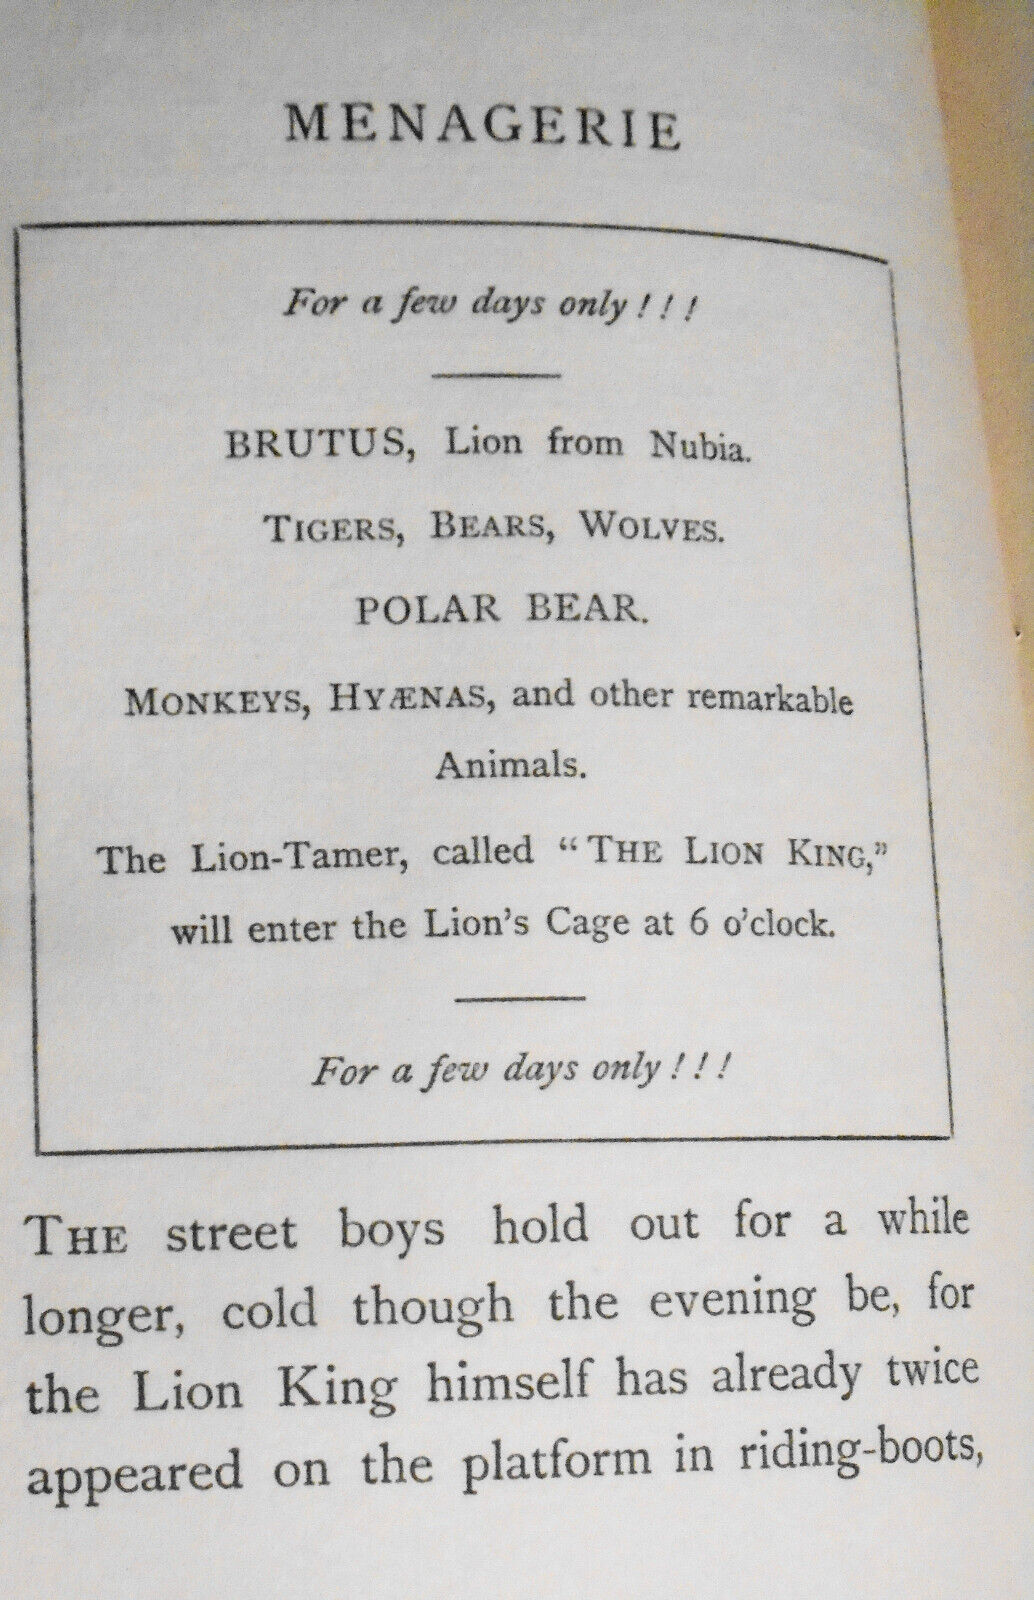 MENAGERIE
For a few days only ! ! !
BRUTUS, Lion from Nubia.
TIGERS, BEARS, WOLVES.
POLAR BEAR.
MONKEYS, HYÆNAS, and other remarkable
Animals.
The Lion-Tamer, called “THE LION KING,”
will enter the Lion’s Cage at 6 o’clock.
For a few days only ! ! !
THE street boys hold out for a while
longer, cold though the evening be, for
the Lion King himself has already twice
appeared on the platform in riding-boots,